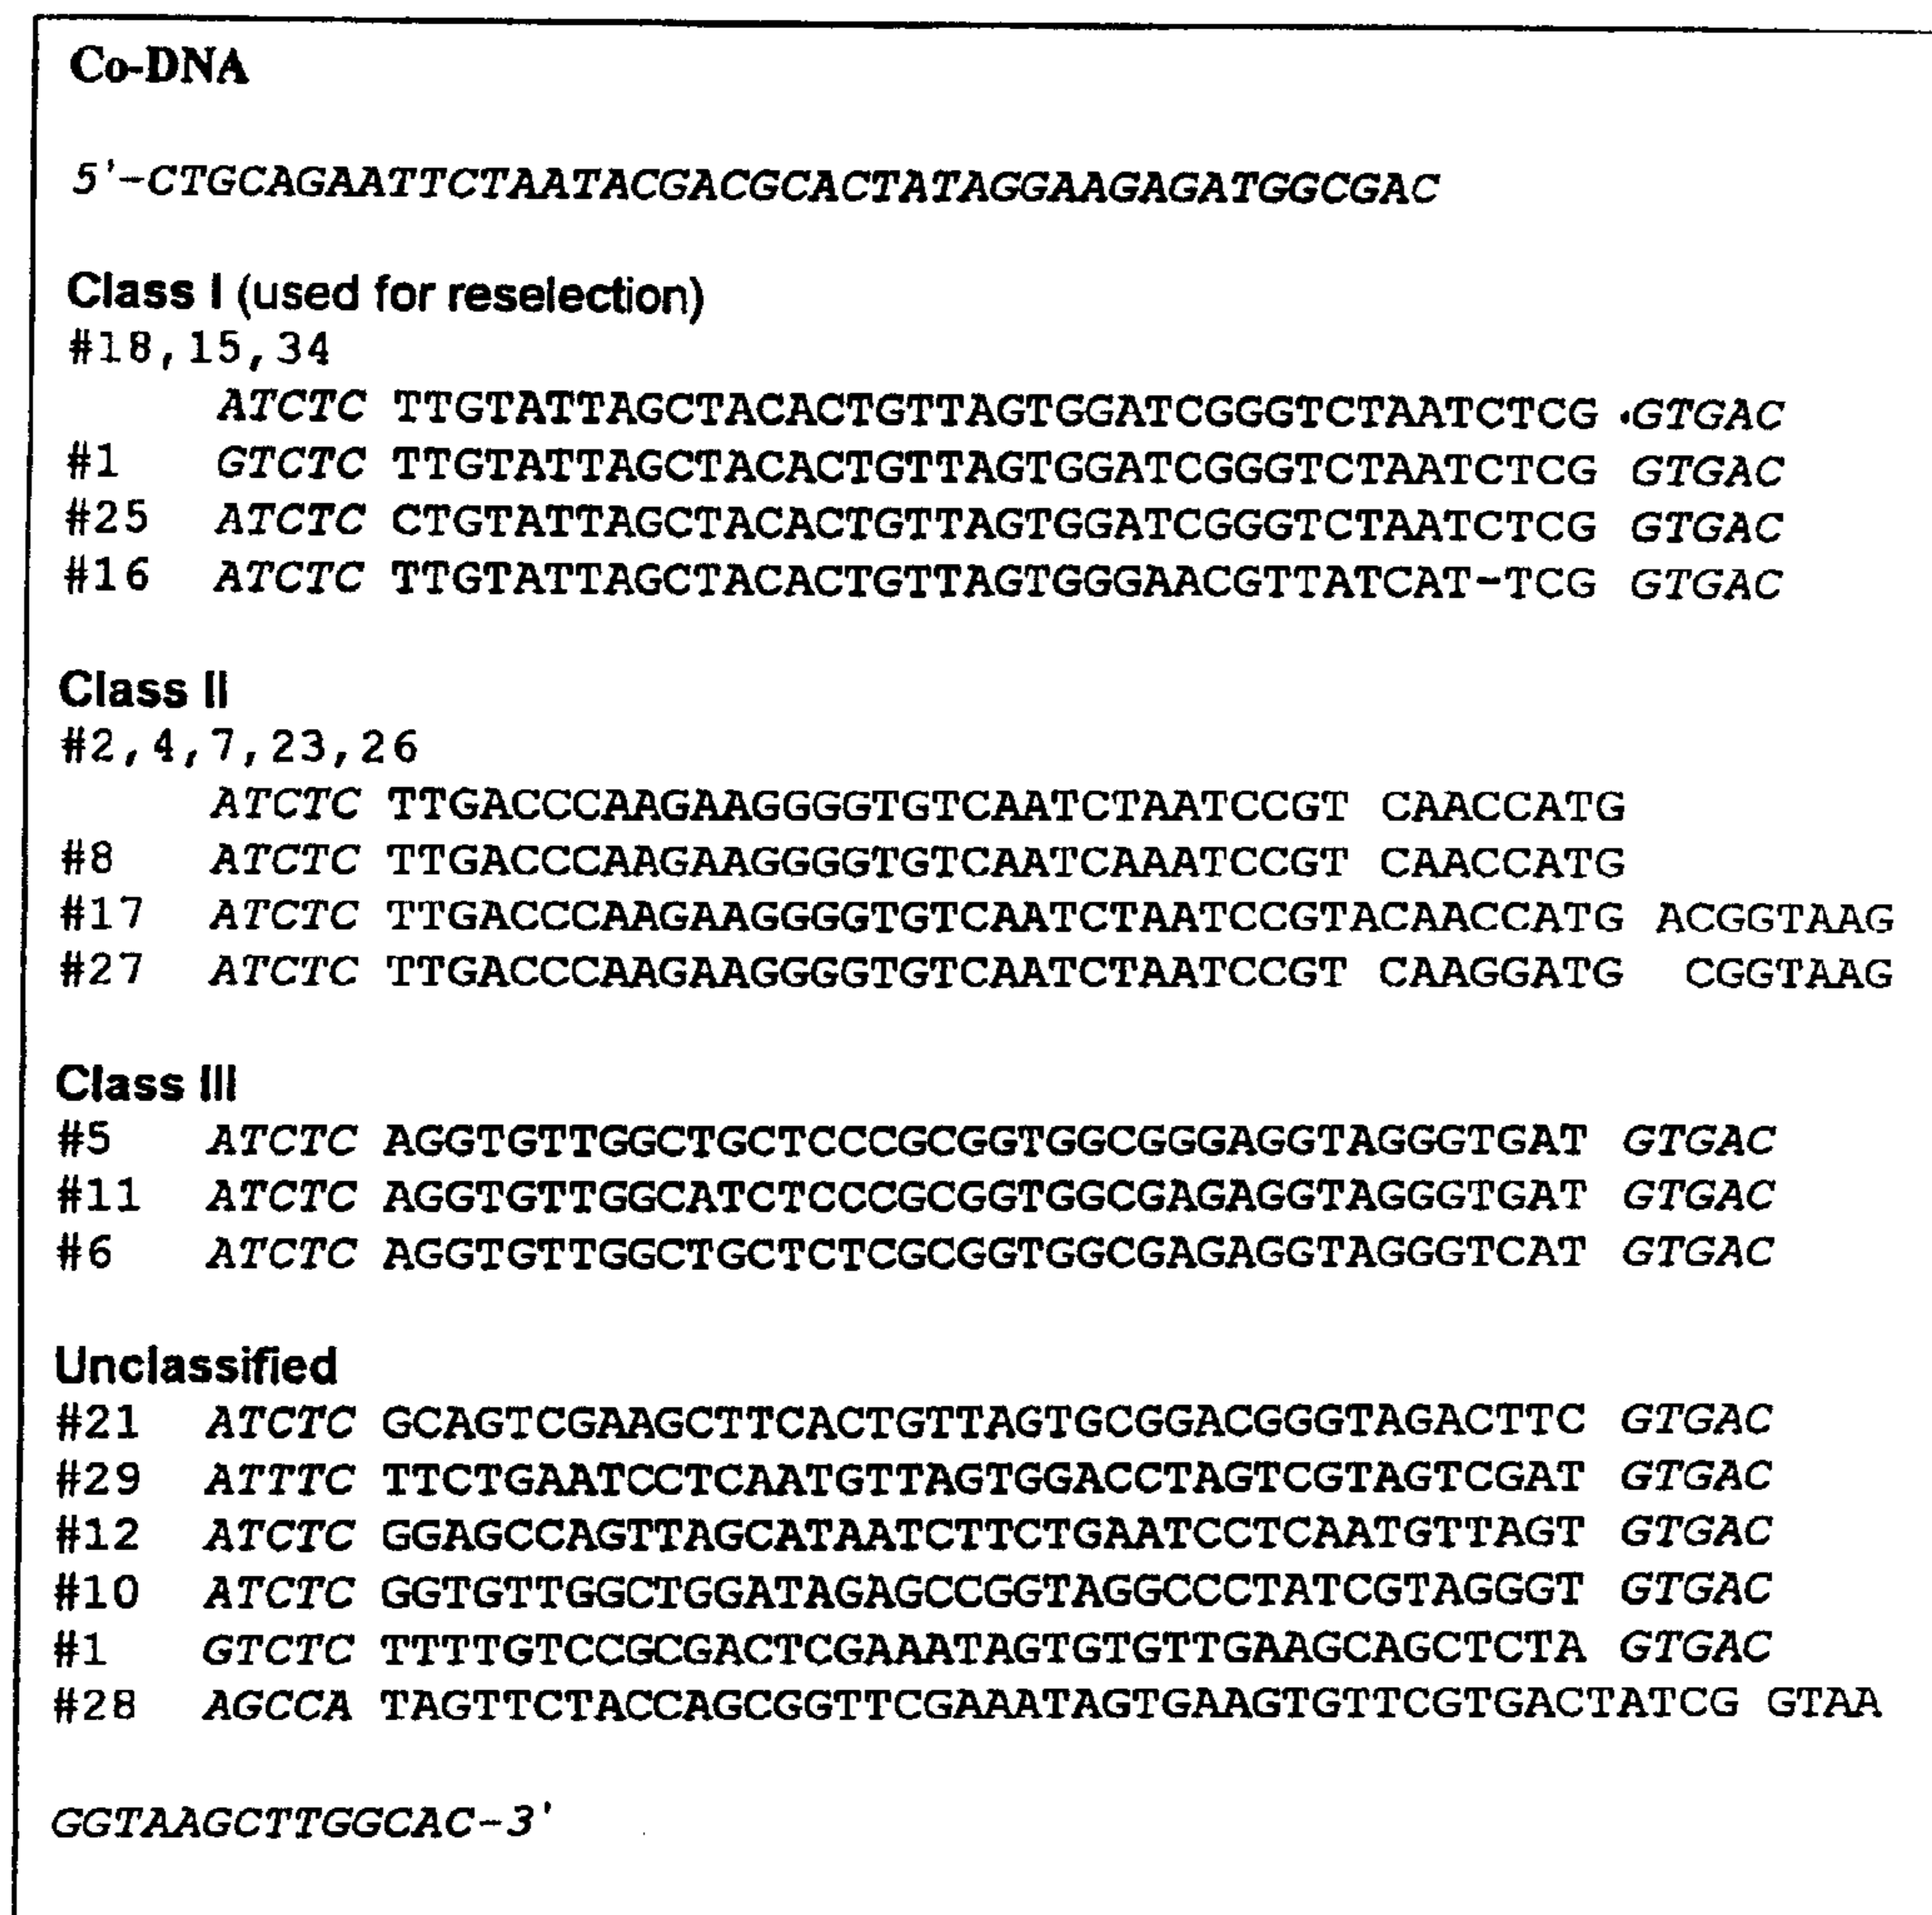 Co-DNA
5'-CTGCAGAATTCTAATACGACGCACTATAGGAAGAGATGGCGAC
Class I (used for reselection)
#18,15,34
ATCTC TTGTATTAGCTACACTGTTAGTGGATCGGGTCTAATCTCG GTGAC
#1 GTCTC TTGTATTAGCTACACTGTTAGTGGATCGGGTCTAATCTCG GTGAC
#25 ATCTC CTGTATTAGCTACACTGTTAGTGGATCGGGTCTAATCTCG GTGAC
#16 ATCTC TTGTATTAGCTACACTGTTAGTGGGAACGTTATCAT-TCG GTGAC
Class II
#2,4,7,23,26
ATCTC TTGACCCAAGAAGGGGTGTCAATCTAATCCGT CAACCATG
#8 ATCTC TTGACCCAAGAAGGGGTGTCAATCAAATCCGT CAACCATG
#17 ATCTC TTGACCCAAGAAGGGGTGTCAATCTAATCCGTACAACCATG ACGGTAAG
#27 ATCTC TTGACCCAAGAAGGGGTGTCAATCTAATCCGT CAAGGATG CGGTAAG
Class III
#5 ATCTC AGGTGTTGGCTGCTCCCGCGGTGGCGGGAGGTAGGGTGAT GTGAC
#11 ATCTC AGGTGTTGGCATCTCCCGCGGTGGCGAGAGGTAGGGTGAT GTGAC
#6 ATCTC AGGTGTTGGCTGCTCTCGCGGTGGCGAGAGGTAGGGTCAT GTGAC
Unclassified
#21 ATCTC GCAGTCGAAGCTTCACTGTTAGTGCGGACGGGTAGACTTC GTGAC
#29 ATTTC TTCTGAATCCTCAATGTTAGTGGACCTAGTCGTAGTCGAT GTGAC
#12 ATCTC GGAGCCAGTTAGCATAATCTTCTGAATCCTCAATGTTAGT GTGAC
#10 ATCTC GGTGTTGGCTGGATAGAGCCGGTAGGCCCTATCGTAGGGT GTGAC
#1 GTCTC TTTTGTCCGCGACTCGAAATAGTGTGTTGAAGCAGCTCTA GTGAC
#28 AGCCA TAGTTCTACCAGCGGTTCGAAATAGTGAAGTGTTCGTGACTATCG GTAA
GGTAAGCTTGGCAC-3'